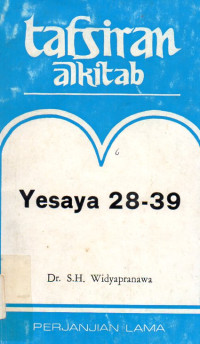 tafsiran
alkitab
Yesaya 28-39
Dr. S.H. Widyapranawa
PERJANJIAN LAMA